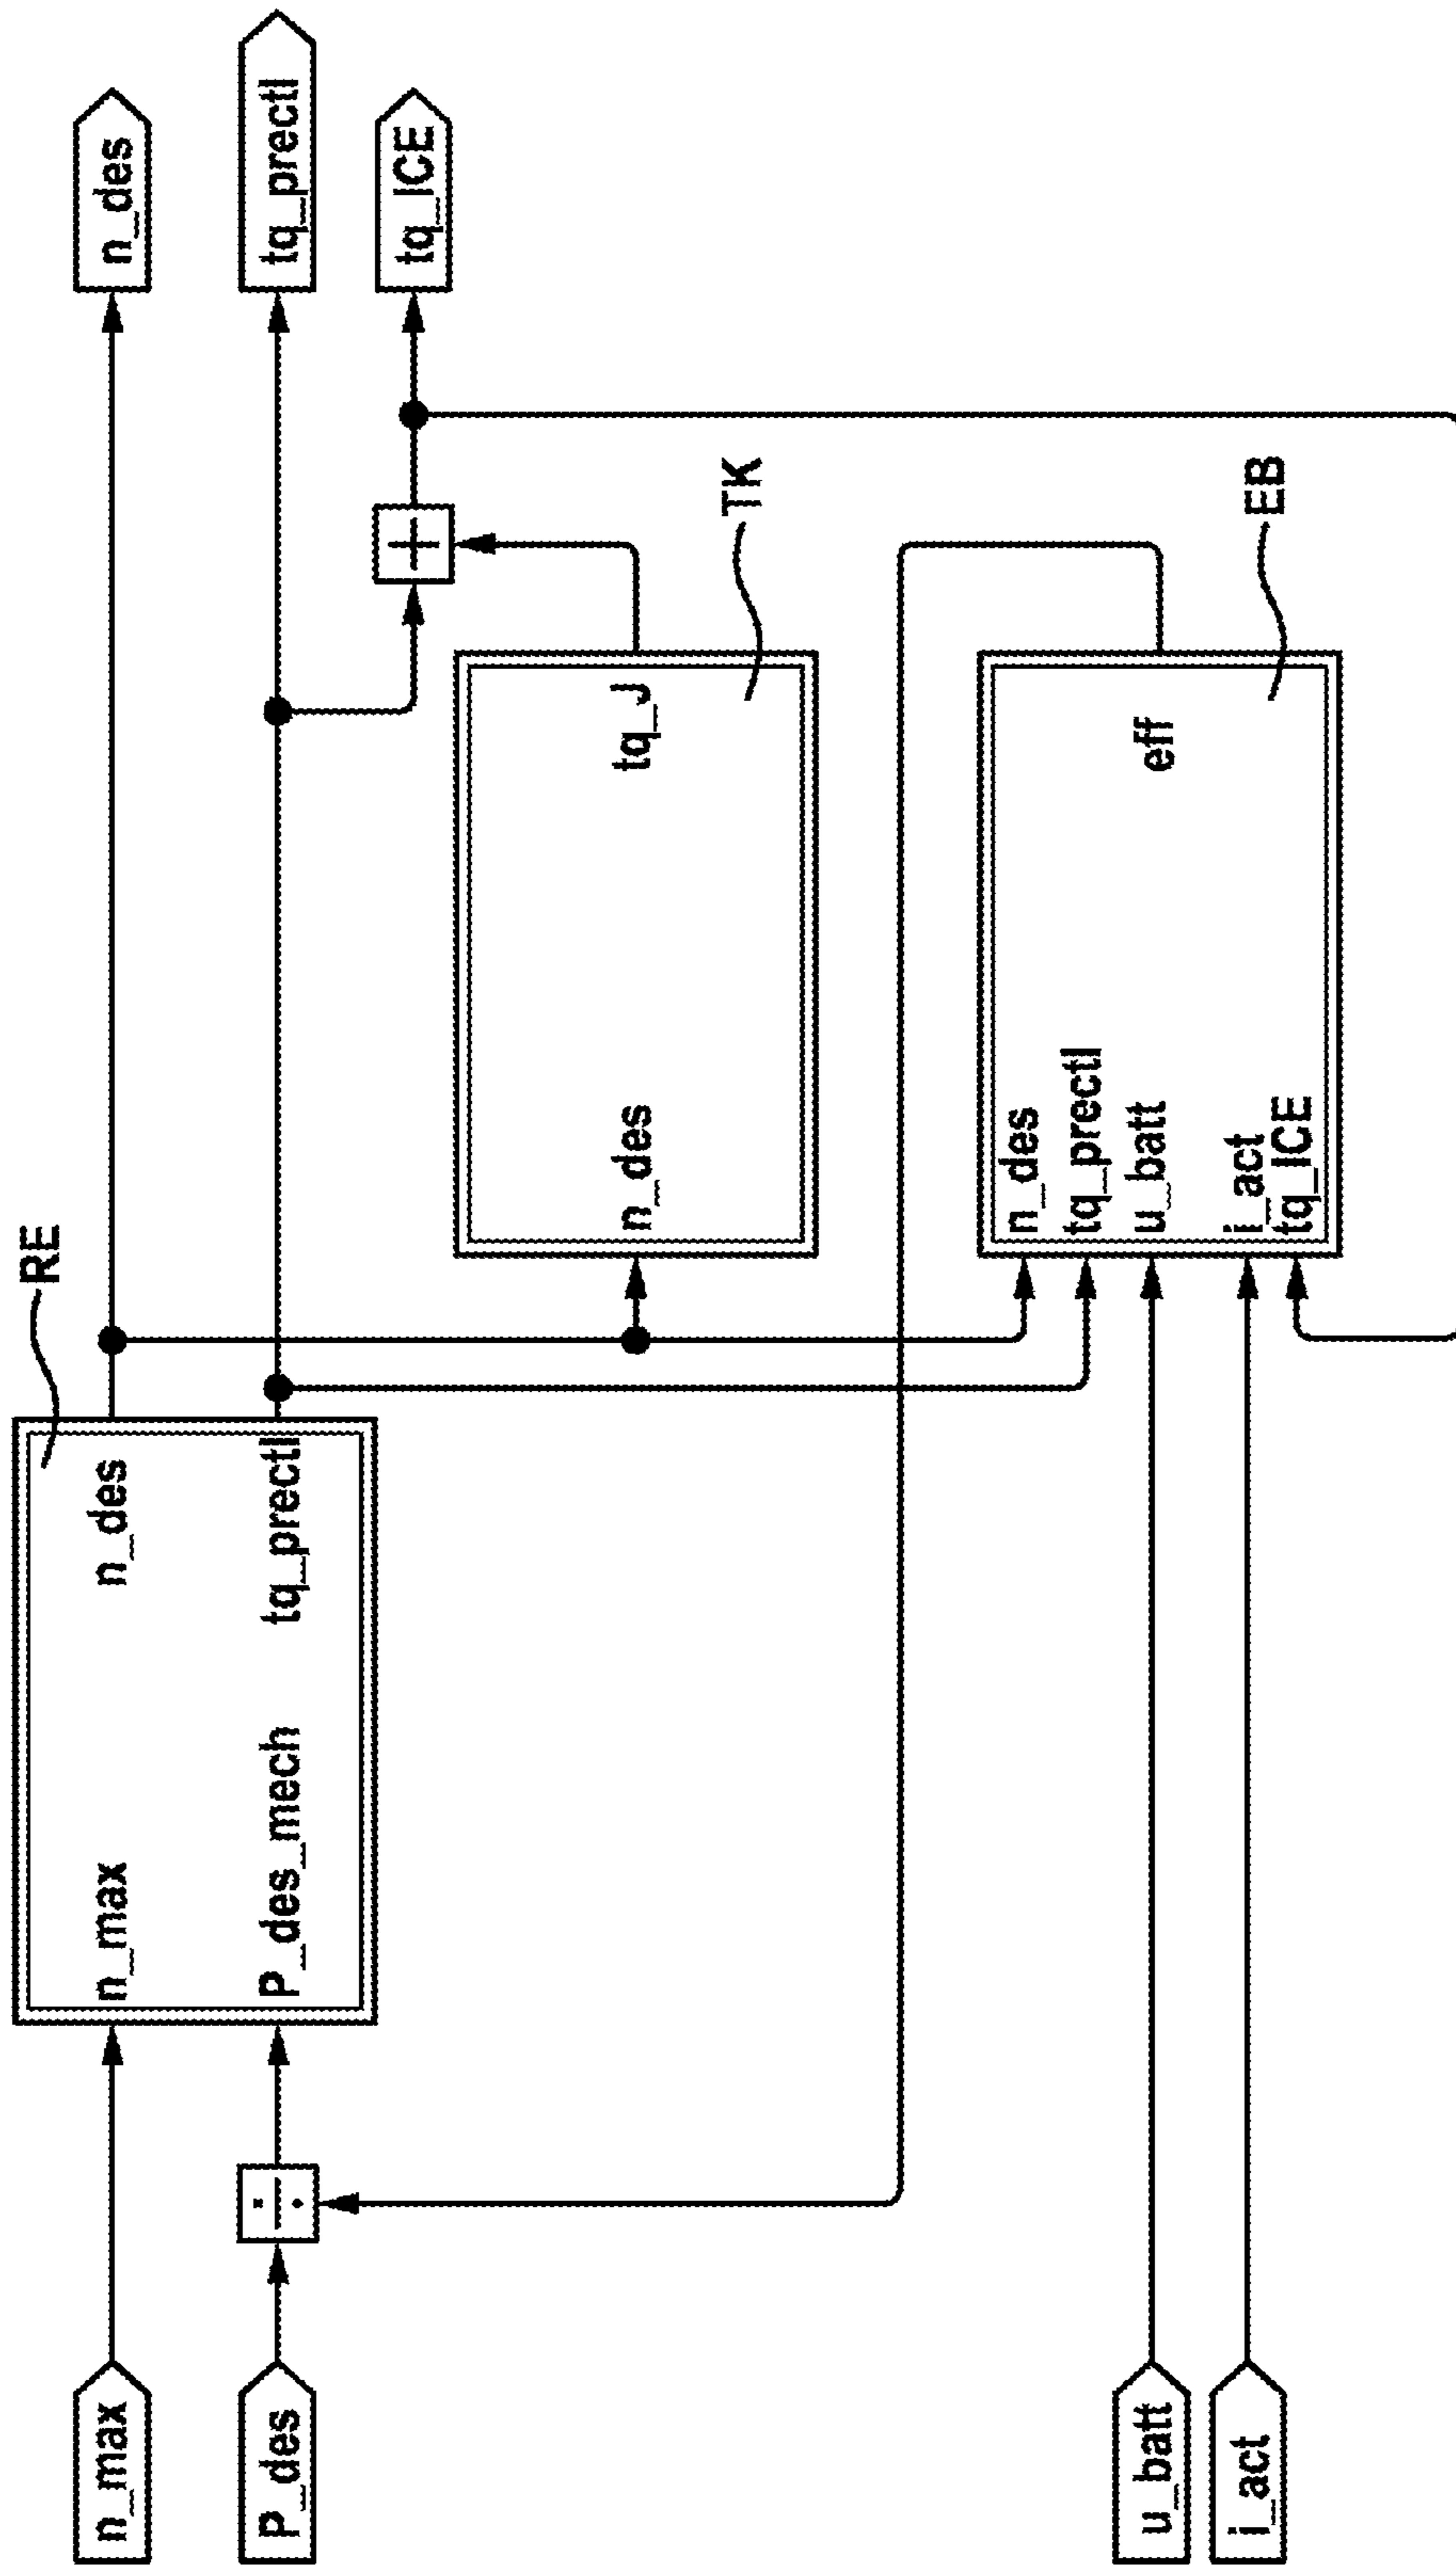 n_max
P_des
u_batt
i_act
RE
n_max
n_des
P_des_mech
tq_prectl
n_des
tq_J
TK
n_des
tq_prectl
u_batt
i_act
tq_ICE
eff
EB
n_des
tq_prectl
tq_ICE